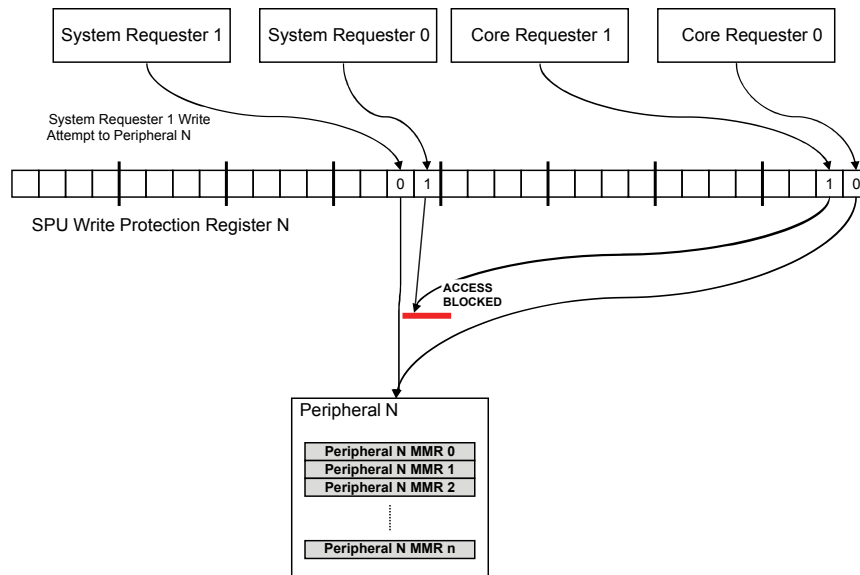 System Requester 1
System Requester 0
Core Requester 1
Core Requester 0
System Requester 1 Write
Attempt to Peripheral N
0 1 1 0
SPU Write Protection Register N
ACCESS
BLOCKED
Peripheral N
Peripheral N MMR 0
Peripheral N MMR 1
Peripheral N MMR 2
Peripheral N MMR n